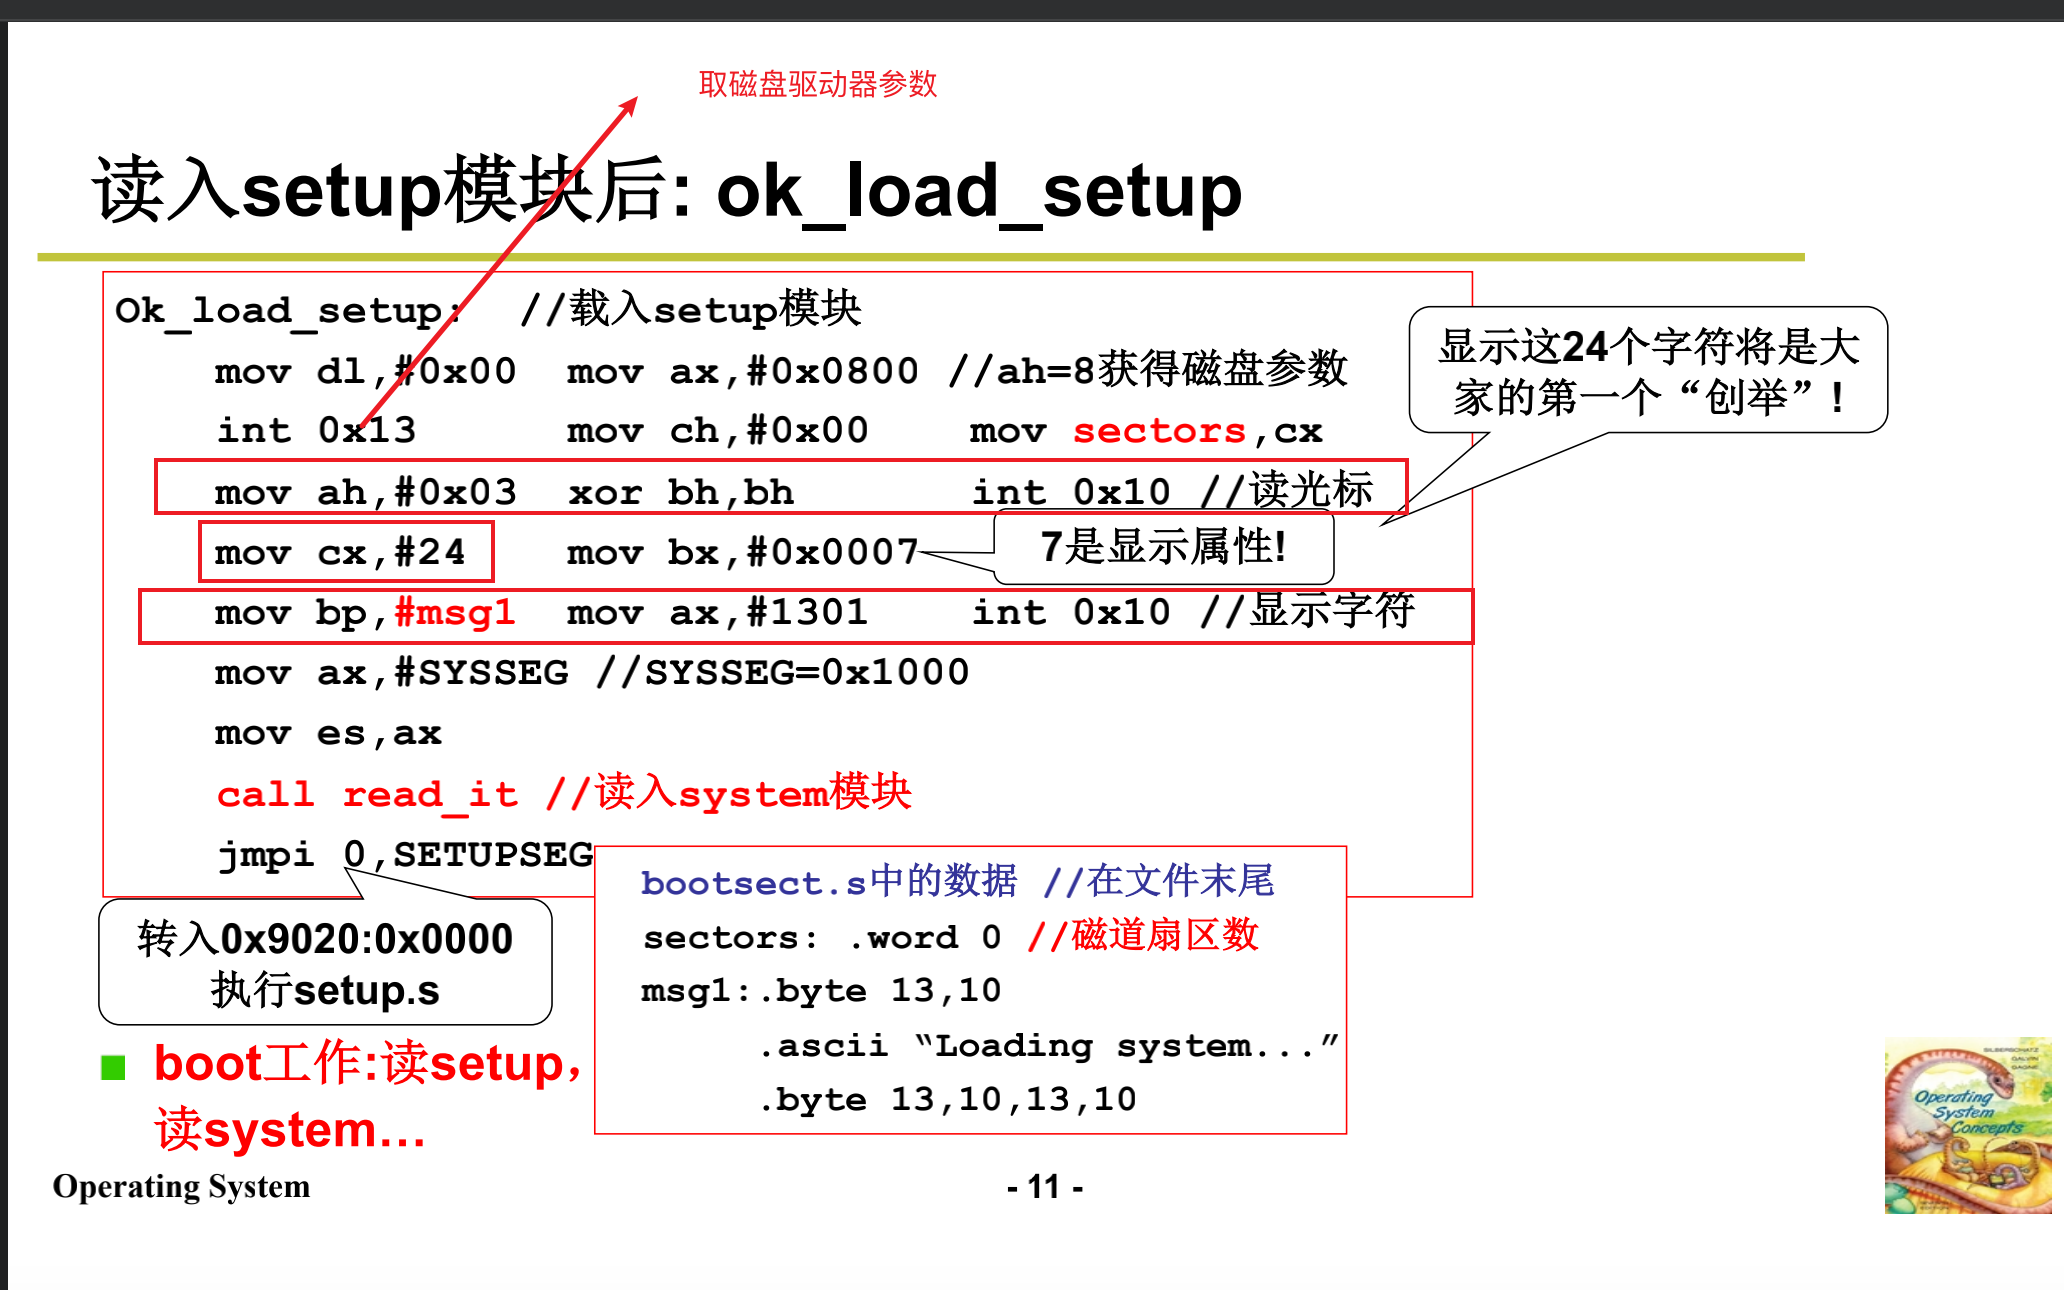 取磁盘驱动器参数
读入setup模块后: ok_load_setup
Ok_load_setup: //载入setup模块
mov dl,#0x00 mov ax,#0x0800 //ah=8获得磁盘参数
int 0x13 mov ch,#0x00 mov sectors,cx
mov ah,#0x03 xor bh,bh int 0x10 //读光标
mov cx,#24 mov bx,#0x0007
mov bp,#msg1 mov ax,#1301 int 0x10 //显示字符
mov ax,#SYSSEG //SYSSEG=0x1000
mov es,ax
call read_it //读入system模块
jmpi 0,SETUPSEG
显示这24个字符将是大
家的第一个“创举”!
7是显示属性!
转入0x9020:0x0000
执行setup.s
bootsect.s中的数据 //在文件末尾
sectors: .word 0 //磁道扇区数
msg1:.byte 13,10
.ascii “Loading system...”
.byte 13,10,13,10
boot工作:读setup，
读system…
Operating System
- 11 -
SILBERSCHATZ
GALVIN
GAGNE
Operating
System
Concepts